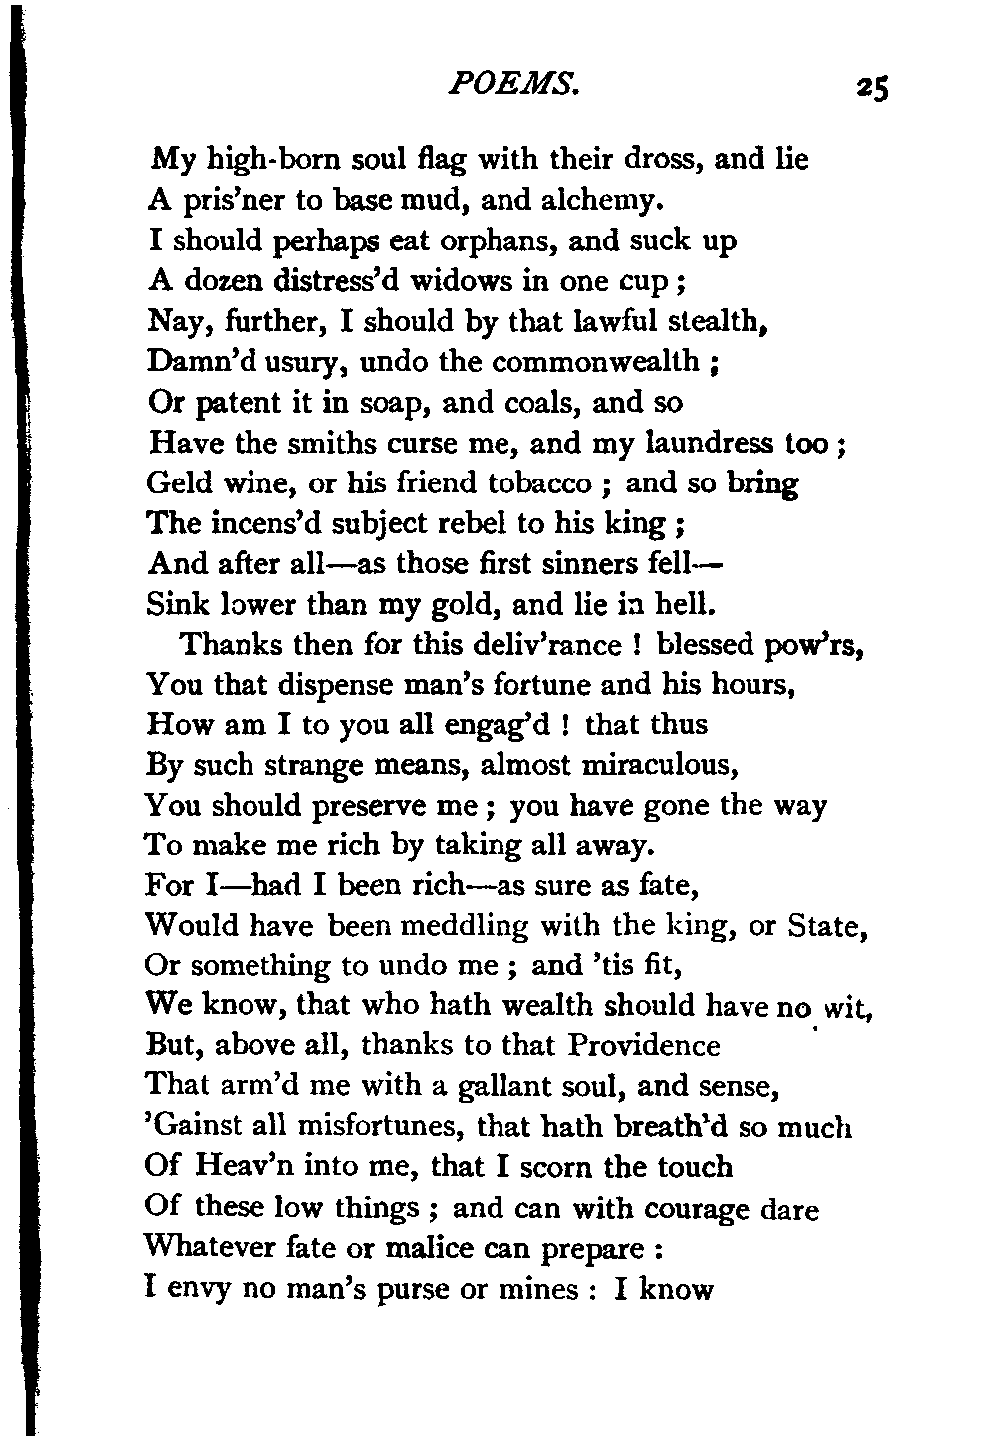 POEMS. 25
My high-born soul flag with their dross, and lie
A pris’ner to base mud, and alchemy.
I should perhaps eat orphans, and suck up
A dozen distress’d widows in one cup ;
Nay, further, I should by that lawful stealth,
Damn’d usury, undo the commonwealth ;
Or patent it in soap, and coals, and so
Have the smiths curse me, and my laundress too ;
Geld wine, or his friend tobacco ; and so bring
The incens’d subject rebel to his king ;
And after all—as those first sinners fell—
Sink lower than my gold, and lie in hell.
Thanks then for this deliv’rance ! blessed pow’rs,
You that dispense man’s fortune and his hours,
How am I to you all engag’d ! that thus
By such strange means, almost miraculous,
You should preserve me ; you have gone the way
To make me rich by taking all away.
For I—had I been rich—as sure as fate,
Would have been meddling with the king, or State,
Or something to undo me ; and ’tis fit,
We know, that who hath wealth should have no wit,
But, above all, thanks to that Providence
That arm’d me with a gallant soul, and sense,
’Gainst all misfortunes, that hath breath’d so much
Of Heav’n into me, that I scorn the touch
Of these low things ; and can with courage dare
Whatever fate or malice can prepare :
I envy no man’s purse or mines : I know